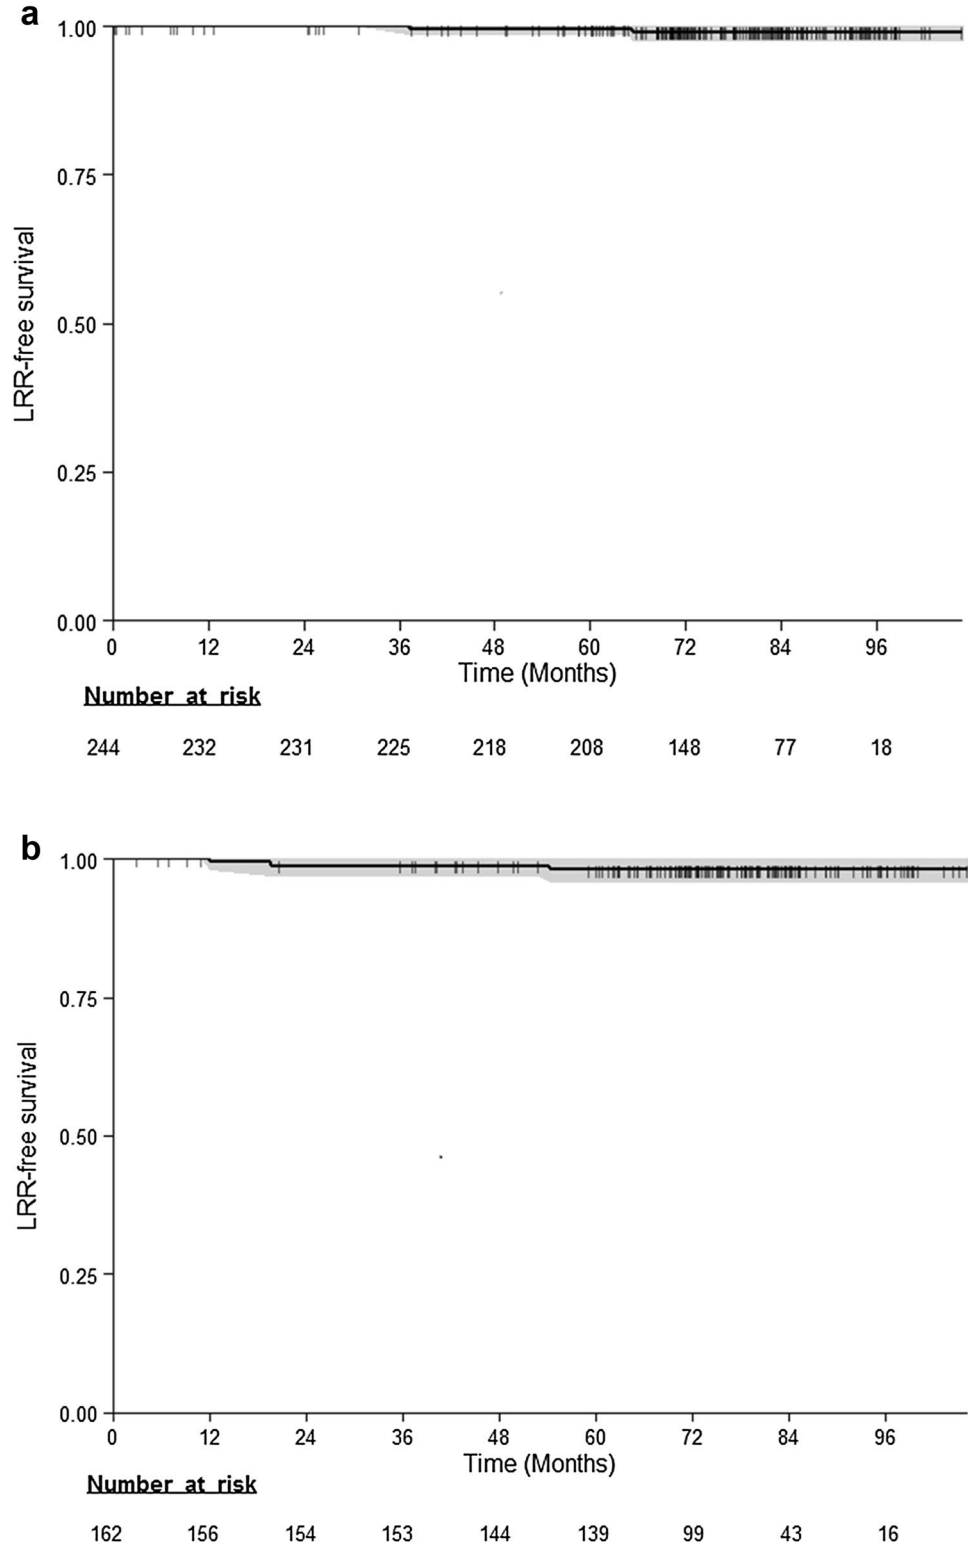 a
1.00
0.75
0.50
0.25
0.00
LRR-free survival
0 12 24 36 48 60 72 84 96
Time (Months)
Number at risk
244 232 231 225 218 208 148 77 18
b
1.00
0.75
0.50
0.25
0.00
LRR-free survival
0 12 24 36 48 60 72 84 96
Time (Months)
Number at risk
162 156 154 153 144 139 99 43 16